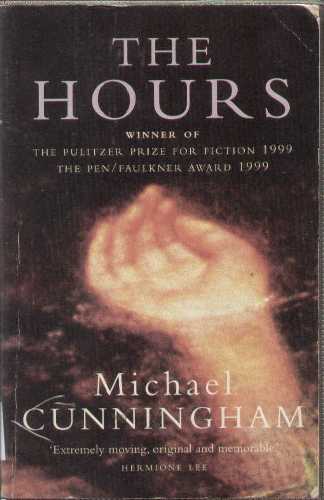 THE
HOURS
WINNER OF
THE PULITZER PRIZE FOR FICTION 1999
THE PEN/FAULKNER AWARD 1999
Michael
CUNNINGHAM
'Extremely moving, original and memorable'
HERMIONE LEE